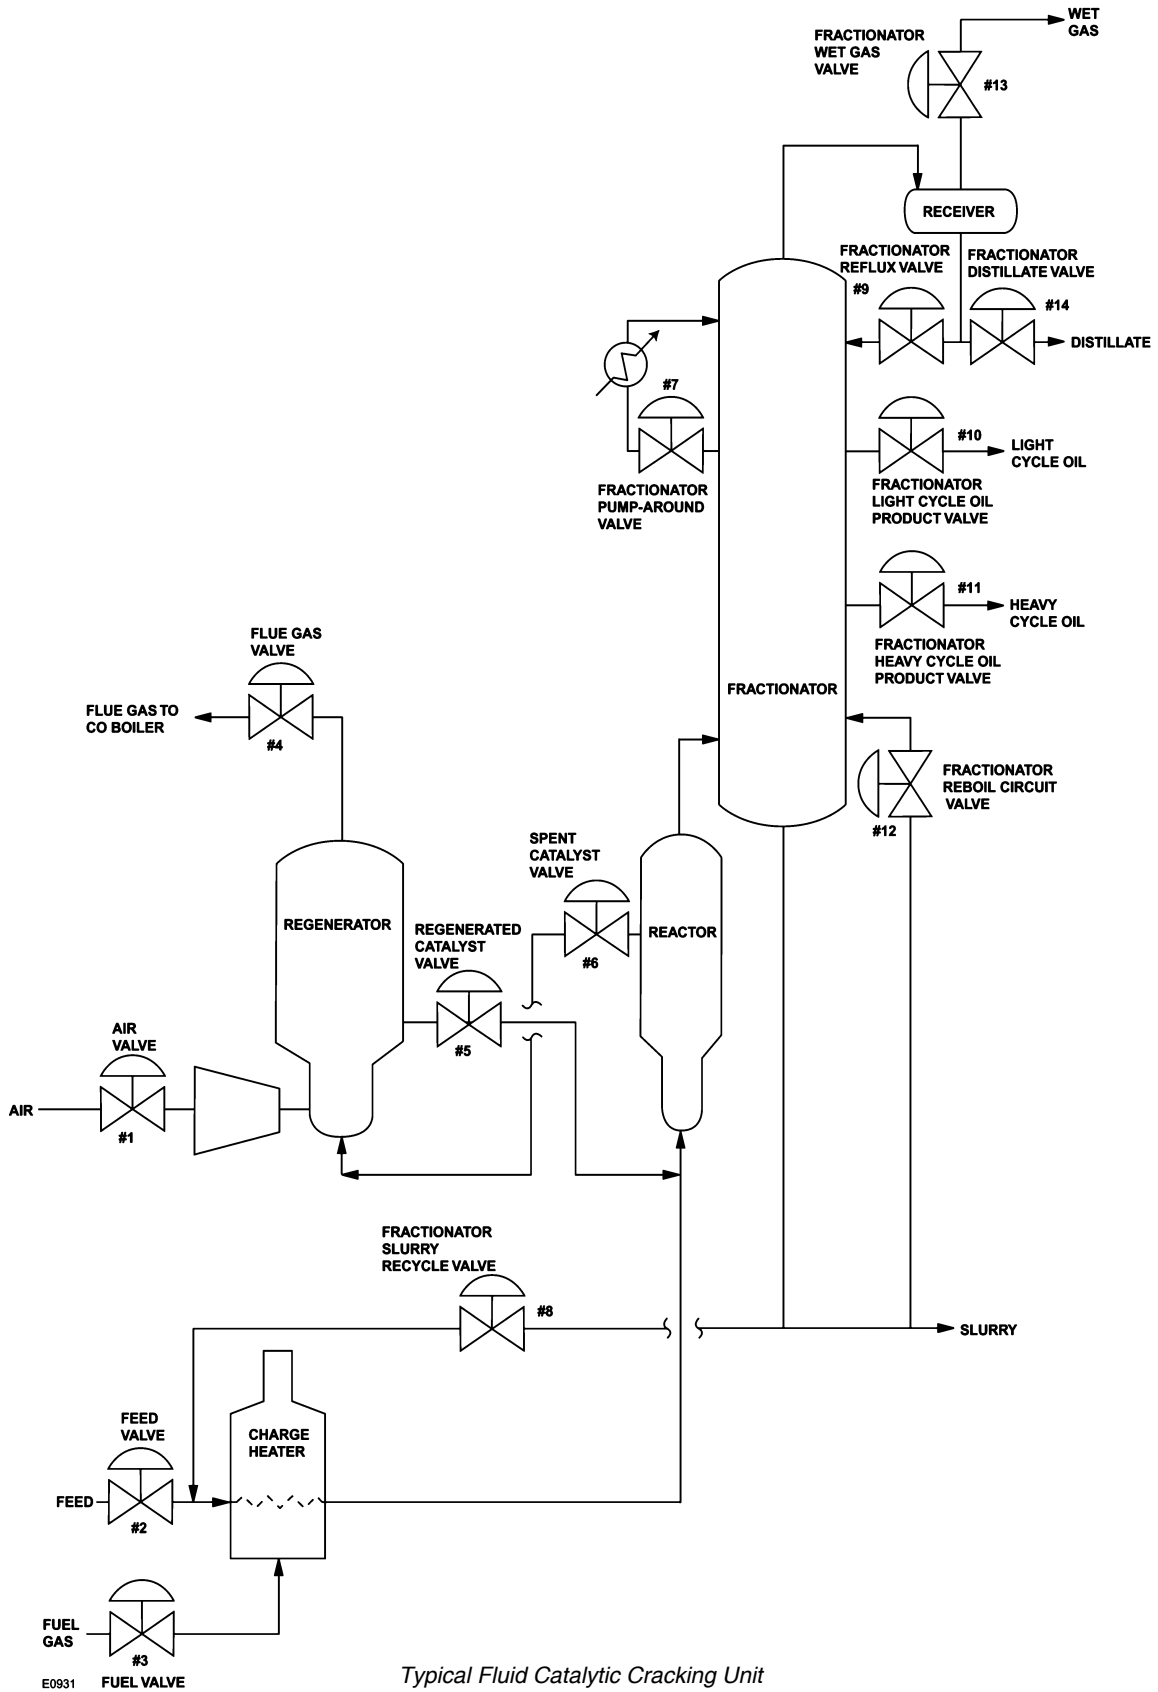 WET
GAS
FRACTIONATOR
WET GAS
VALVE
#13
RECEIVER
FRACTIONATOR
REFLUX VALVE
#9
FRACTIONATOR
DISTILLATE VALVE
#14
DISTILLATE
#7
FRACTIONATOR
PUMP-AROUND
VALVE
#10
LIGHT
CYCLE OIL
FRACTIONATOR
LIGHT CYCLE OIL
PRODUCT VALVE
#11
HEAVY
CYCLE OIL
FRACTIONATOR
HEAVY CYCLE OIL
PRODUCT VALVE
FRACTIONATOR
FLUE GAS
VALVE
FLUE GAS TO
CO BOILER
#4
FRACTIONATOR
REBOIL CIRCUIT
VALVE
#12
SPENT
CATALYST
VALVE
#6
REACTOR
REGENERATOR
REGENERATED
CATALYST
VALVE
#5
AIR
VALVE
AIR
#1
FRACTIONATOR
SLURRY
RECYCLE VALVE
#8
SLURRY
CHARGE
HEATER
FEED
VALVE
FEED
#2
FUEL
GAS
#3
FUEL VALVE
E0931
Typical Fluid Catalytic Cracking Unit